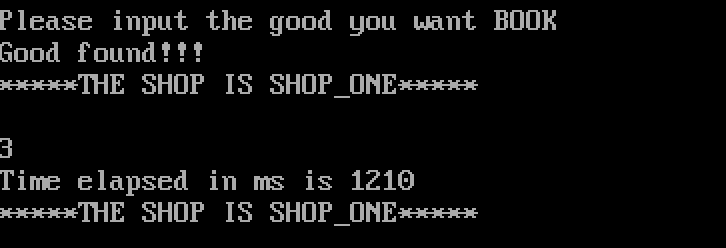 Please input the good you want BOOK
Good found!!!
*****THE SHOP IS SHOP_ONE*****
3
Time elapsed in ms is 1210
*****THE SHOP IS SHOP_ONE*****